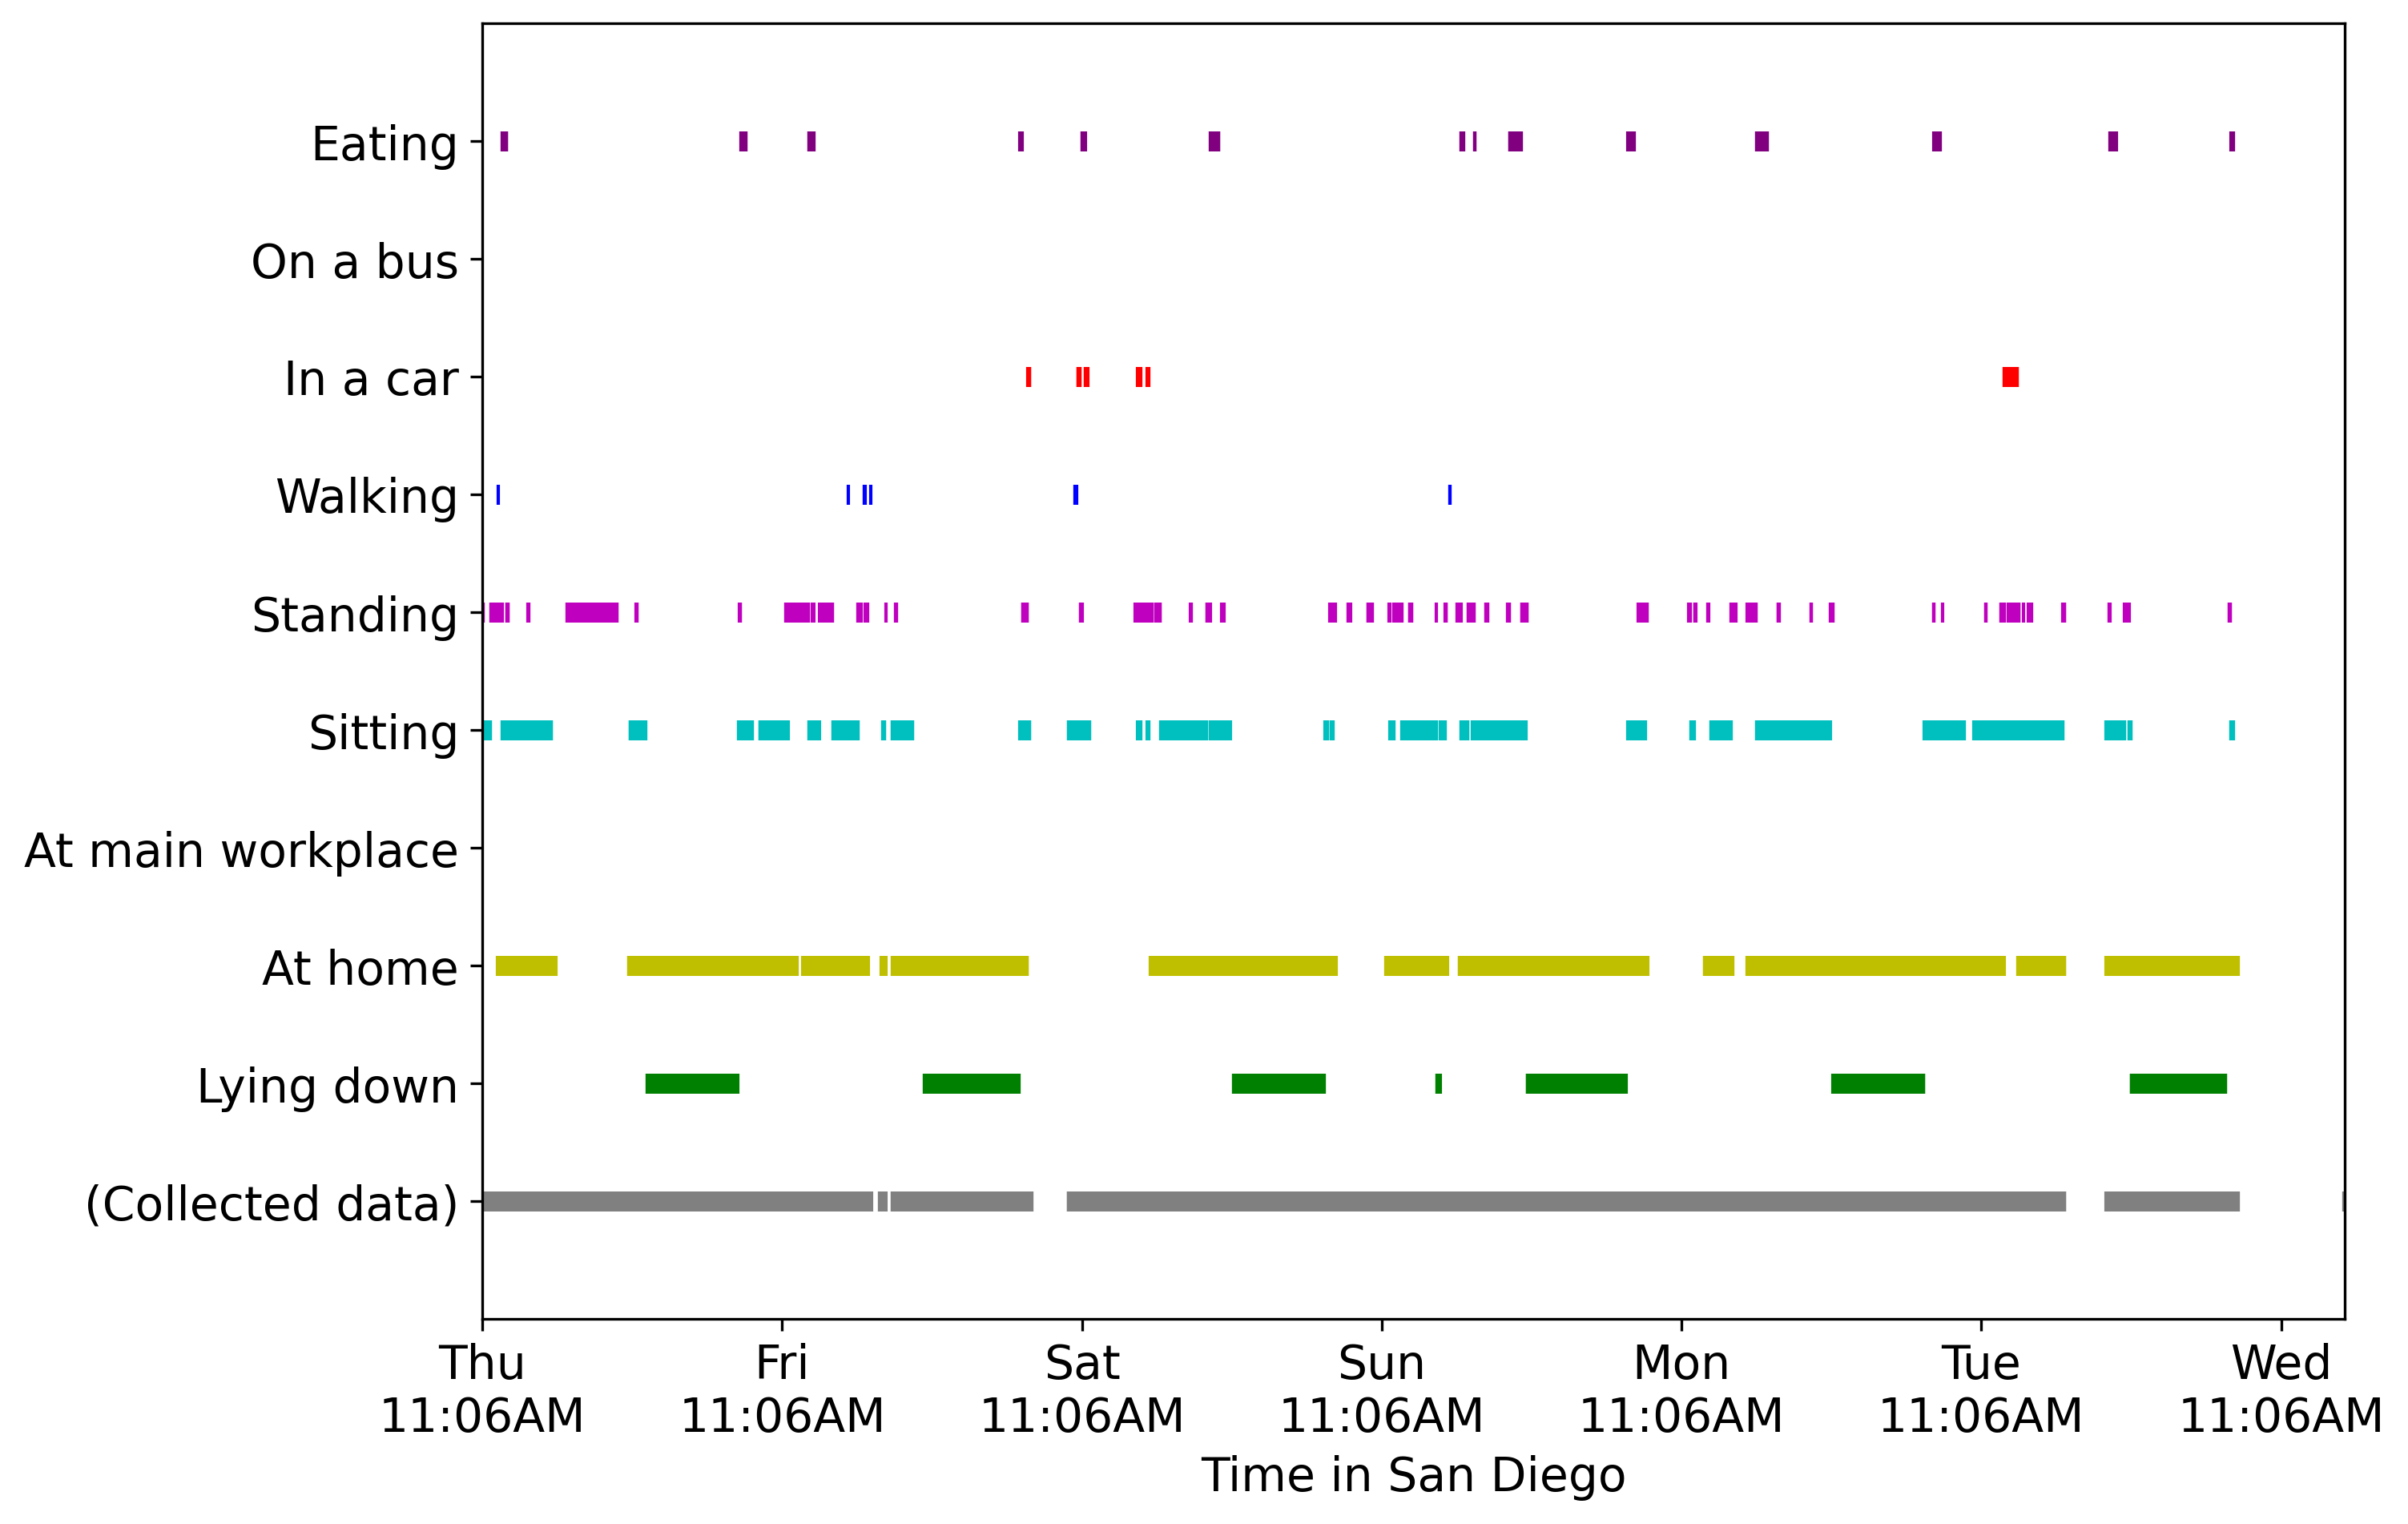 Eating
On a bus
In a car
Walking
Standing
Sitting
At main workplace
At home
Lying down
(Collected data)
Thu Fri Sat Sun Mon Tue Wed
11:06AM 11:06AM 11:06AM 11:06AM 11:06AM 11:06AM 11:06AM
Time in San Diego